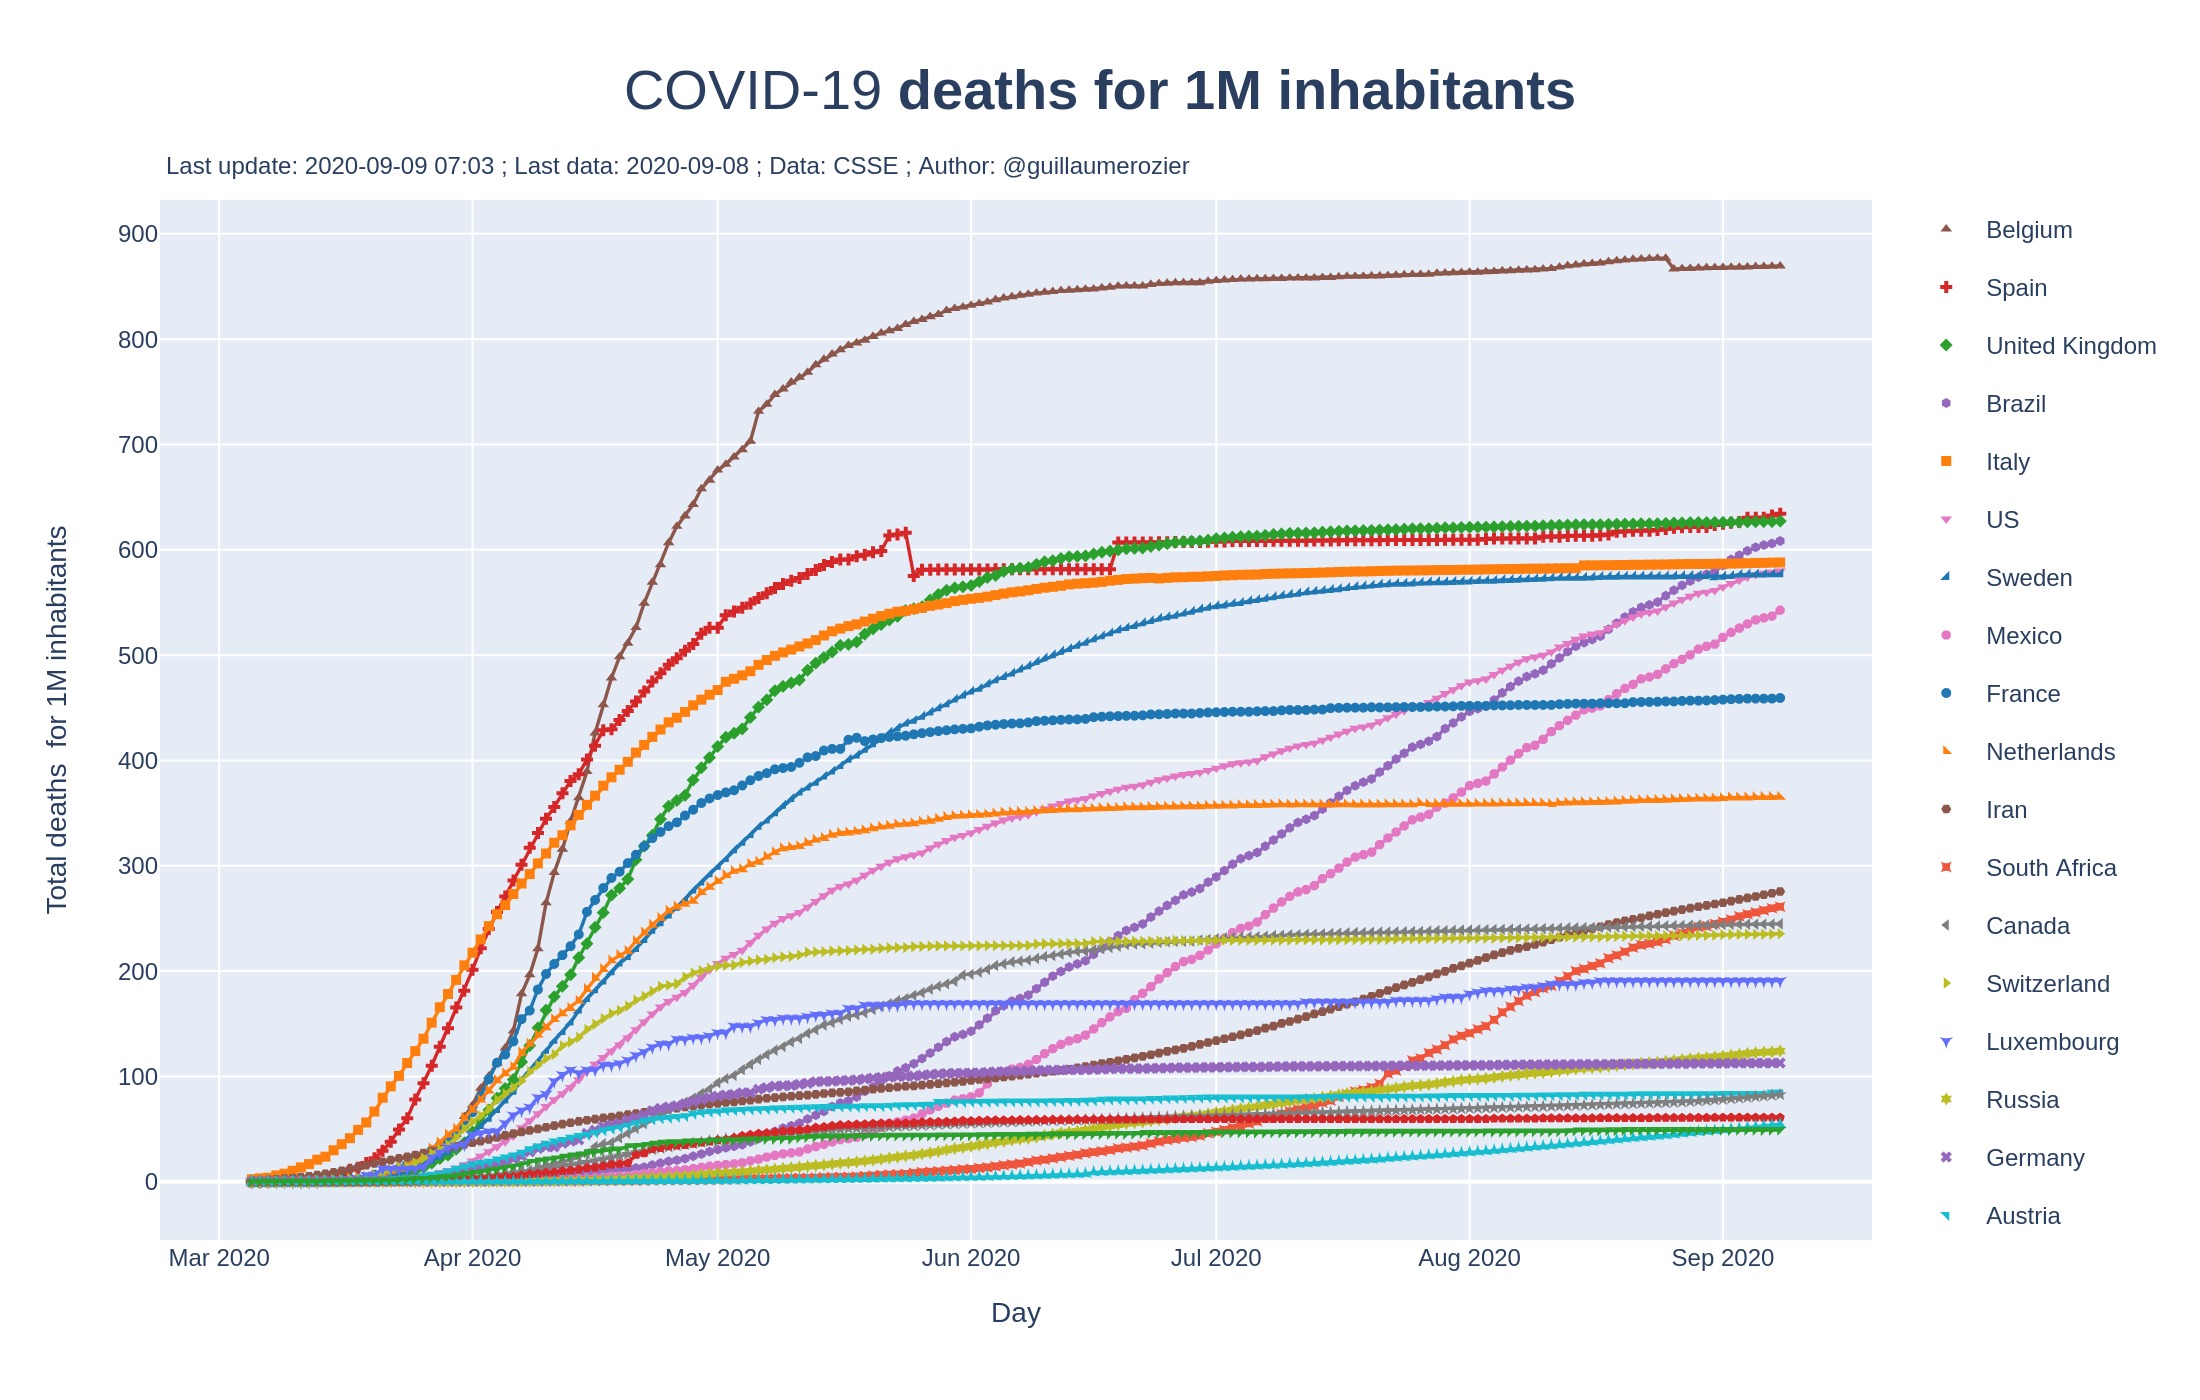 COVID-19 deaths for 1M inhabitants
Last update: 2020-09-09 07:03 ; Last data: 2020-09-08 ; Data: CSSE ; Author: @guillaumerozier
Total deaths for 1M inhabitants
900
800
700
600
500
400
300
200
100
0
Mar 2020
Apr 2020
May 2020
Jun 2020
Jul 2020
Aug 2020
Sep 2020
Day
Belgium
Spain
United Kingdom
Brazil
Italy
US
Sweden
Mexico
France
Netherlands
Iran
South Africa
Canada
Switzerland
Luxembourg
Russia
Germany
Austria